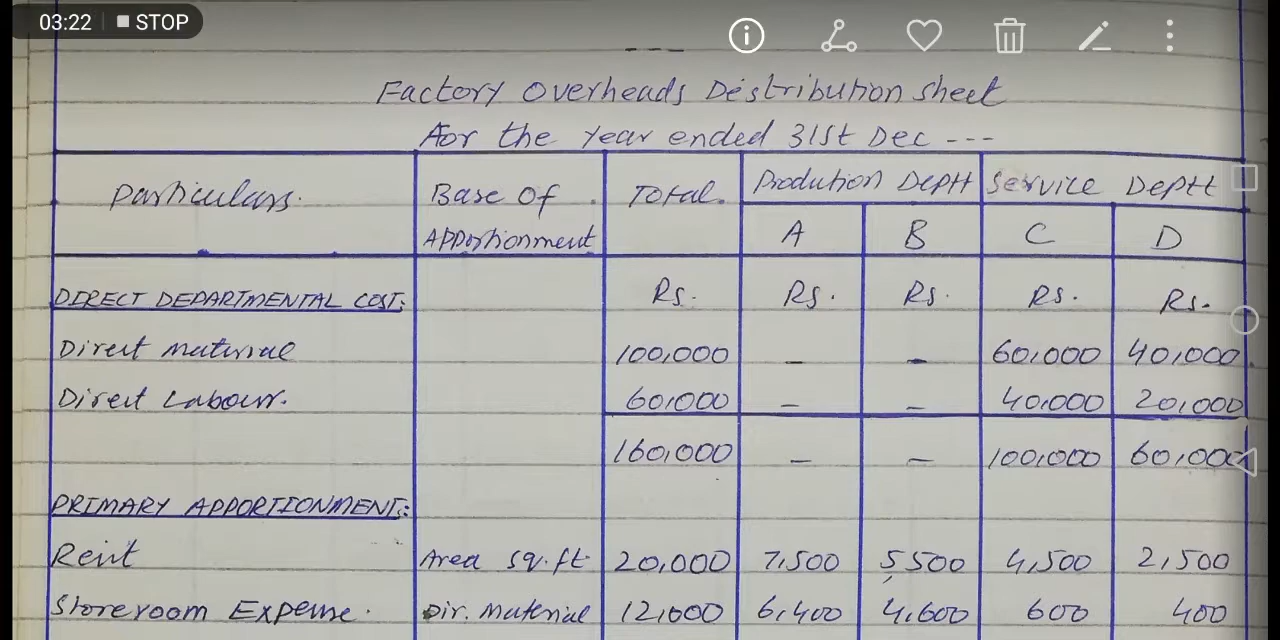 03:22 STOP
Factory Overheads Distribution sheet
For the year ended 31st Dec ---
Particulars. Base Of Apportionment Total. Prodution Deptt Service Deptt
A B C D
DIRECT DEPARTMENTAL COST: Rs. Rs. Rs. Rs. Rs.
Direct Material 100,000 — — 60,000 40,000
Direct Labour. 60,000 — — 40,000 20,000
160,000 — — 100,000 60,000
PRIMARY APPORTIONMENT:
Rent Area sq.ft 20,000 7,500 5,500 4,500 2,500
Storeroom Expense. Dir. Material 12,000 6,400 4,600 600 400